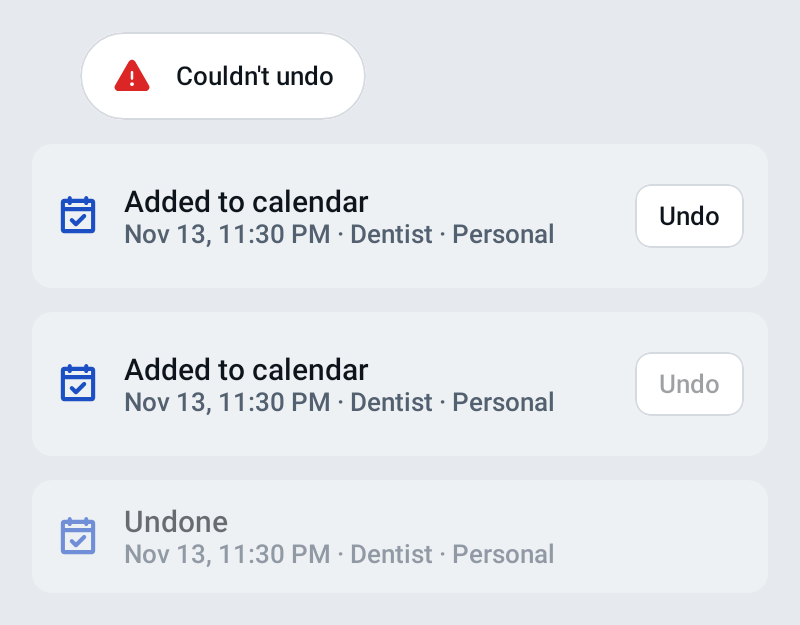 Couldn't undo
Added to calendar
Nov 13, 11:30 PM · Dentist · Personal
Undo
Added to calendar
Nov 13, 11:30 PM · Dentist · Personal
Undo
Undone
Nov 13, 11:30 PM · Dentist · Personal